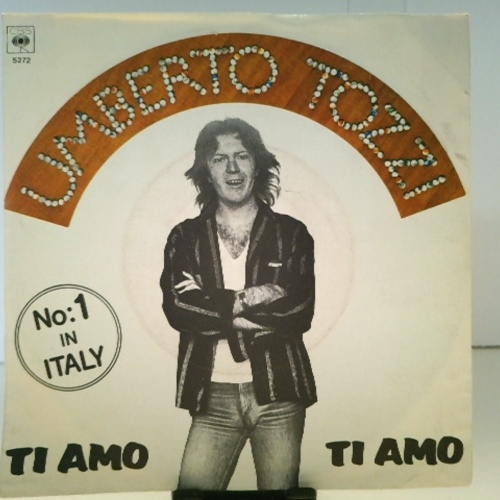 CBS
5272
UMBERTO TOZZI
No:1
IN
ITALY
TI AMO
TI AMO